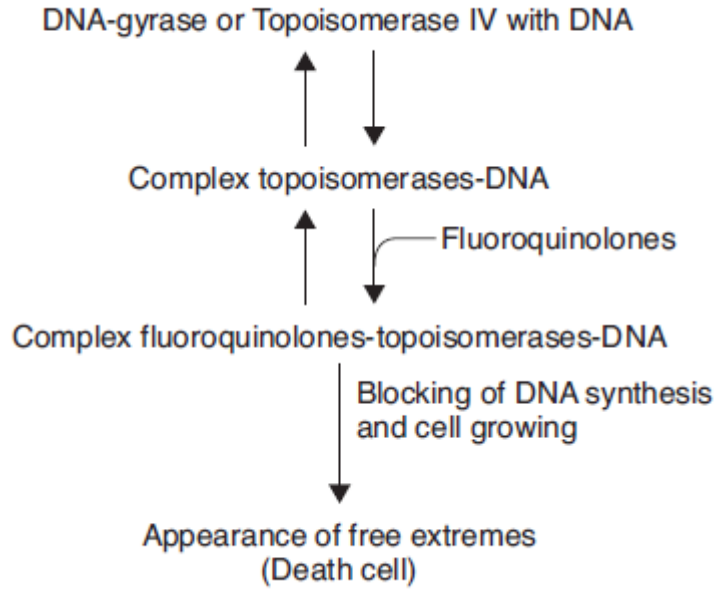 DNA-gyrase or Topoisomerase IV with DNA
Complex topoisomerases-DNA
Fluoroquinolones
Complex fluoroquinolones-topoisomerases-DNA
Blocking of DNA synthesis
and cell growing
Appearance of free extremes
(Death cell)